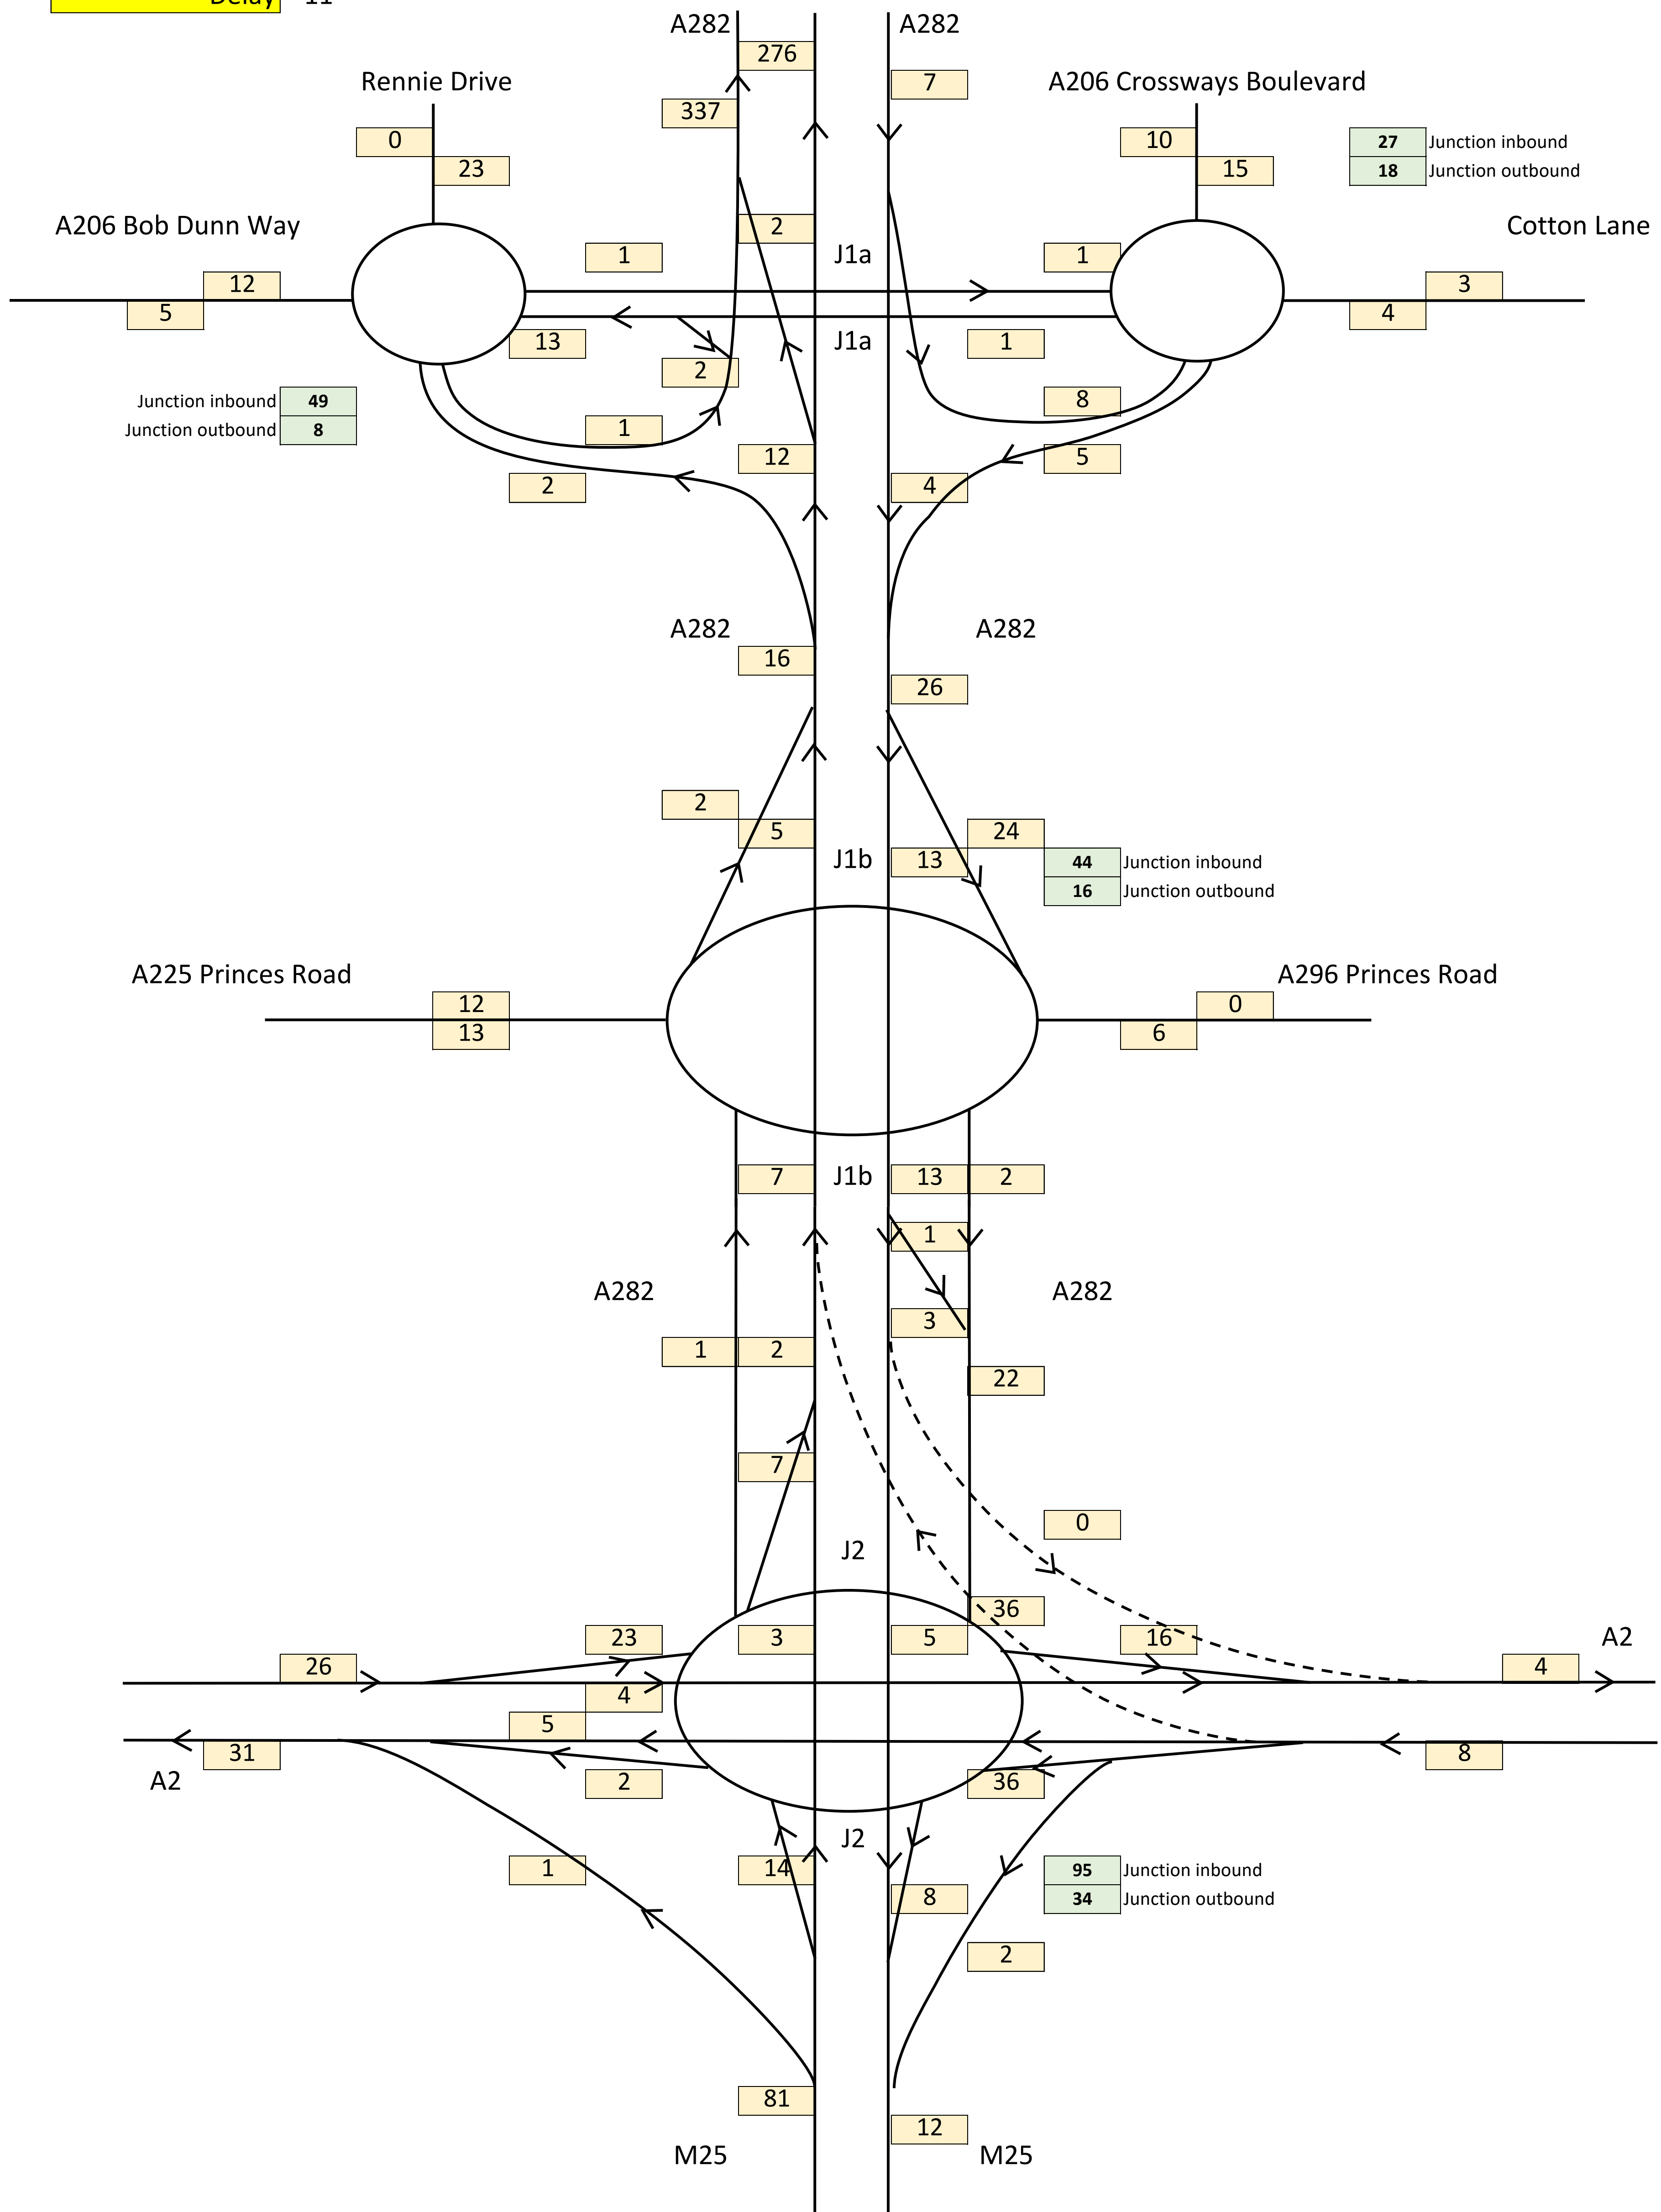 Delay 11
A282 A282
276
7
Rennie Drive A206 Crossways Boulevard
337
0 10 27 Junction inbound
23 15 18 Junction outbound
A206 Bob Dunn Way 2 Cotton Lane
1 J1a 1
12 3
5 4
13 J1a 1
2
Junction inbound 49 8
Junction outbound 8 1
12 5
2 4
A282 A282
16
26
2
5 24
J1b 13 44 Junction inbound
16 Junction outbound
A225 Princes Road A296 Princes Road
12 0
13 6
7 J1b 13 2
1
A282 A282
3
1 2
22
7
0
J2
36
23 3 5 16 A2
26 4
4
5
31 8
A2 2 36
J2
1 14 95 Junction inbound
8 34 Junction outbound
2
81
12
M25 M25